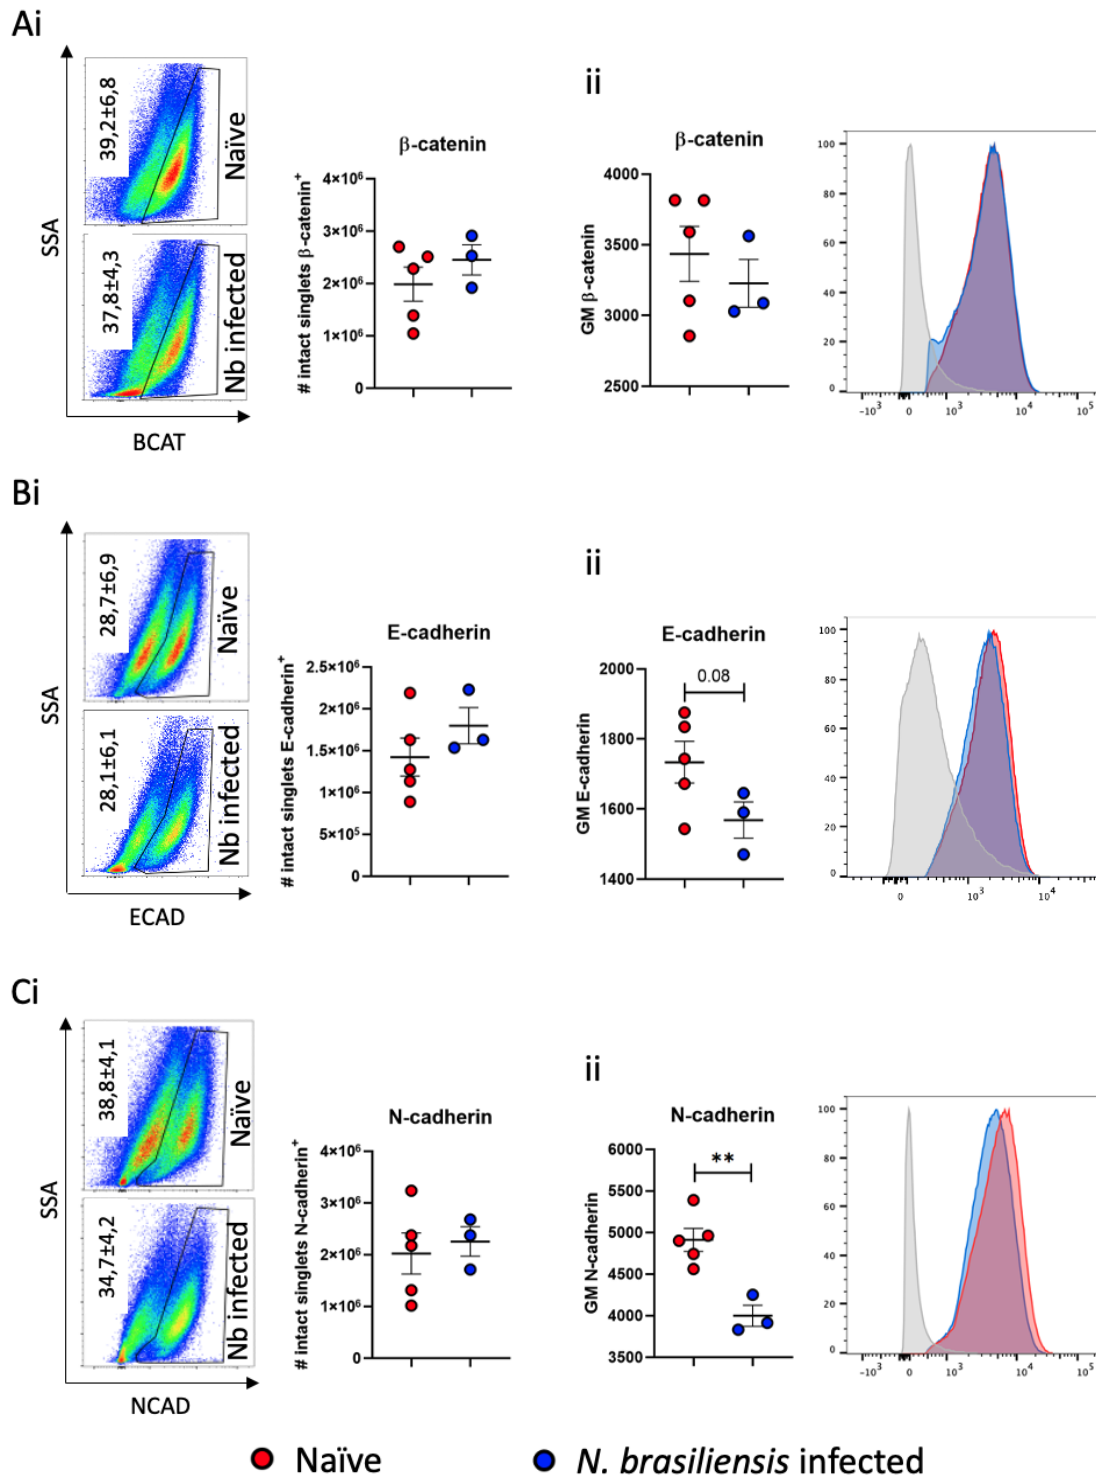 Ai
39,2±6,8
Naïve
37,8±4,3
Nb infected
SSA
BCAT
β-catenin
# intact singlets β-catenin⁺
4×10⁶
3×10⁶
2×10⁶
1×10⁶
0
ii
β-catenin
GM β-catenin
4000
3500
3000
2500
100
80
60
40
20
0
-10³ 0 10³ 10⁴ 10⁵
Bi
28,7±6,9
Naïve
28,1±6,1
Nb infected
SSA
ECAD
E-cadherin
# intact singlets E-cadherin⁺
2.5×10⁶
2×10⁶
1.5×10⁶
1×10⁶
5×10⁵
0
ii
E-cadherin
0.08
GM E-cadherin
2000
1800
1600
1400
100
80
60
40
20
0
0 10³ 10⁴
Ci
38,8±4,1
Naïve
34,7±4,2
Nb infected
SSA
NCAD
N-cadherin
# intact singlets N-cadherin⁺
4×10⁶
3×10⁶
2×10⁶
1×10⁶
0
ii
N-cadherin
**
GM N-cadherin
6000
5500
5000
4500
4000
3500
100
80
60
40
20
0
-10³ 0 10³ 10⁴ 10⁵
Naïve
N. brasiliensis infected